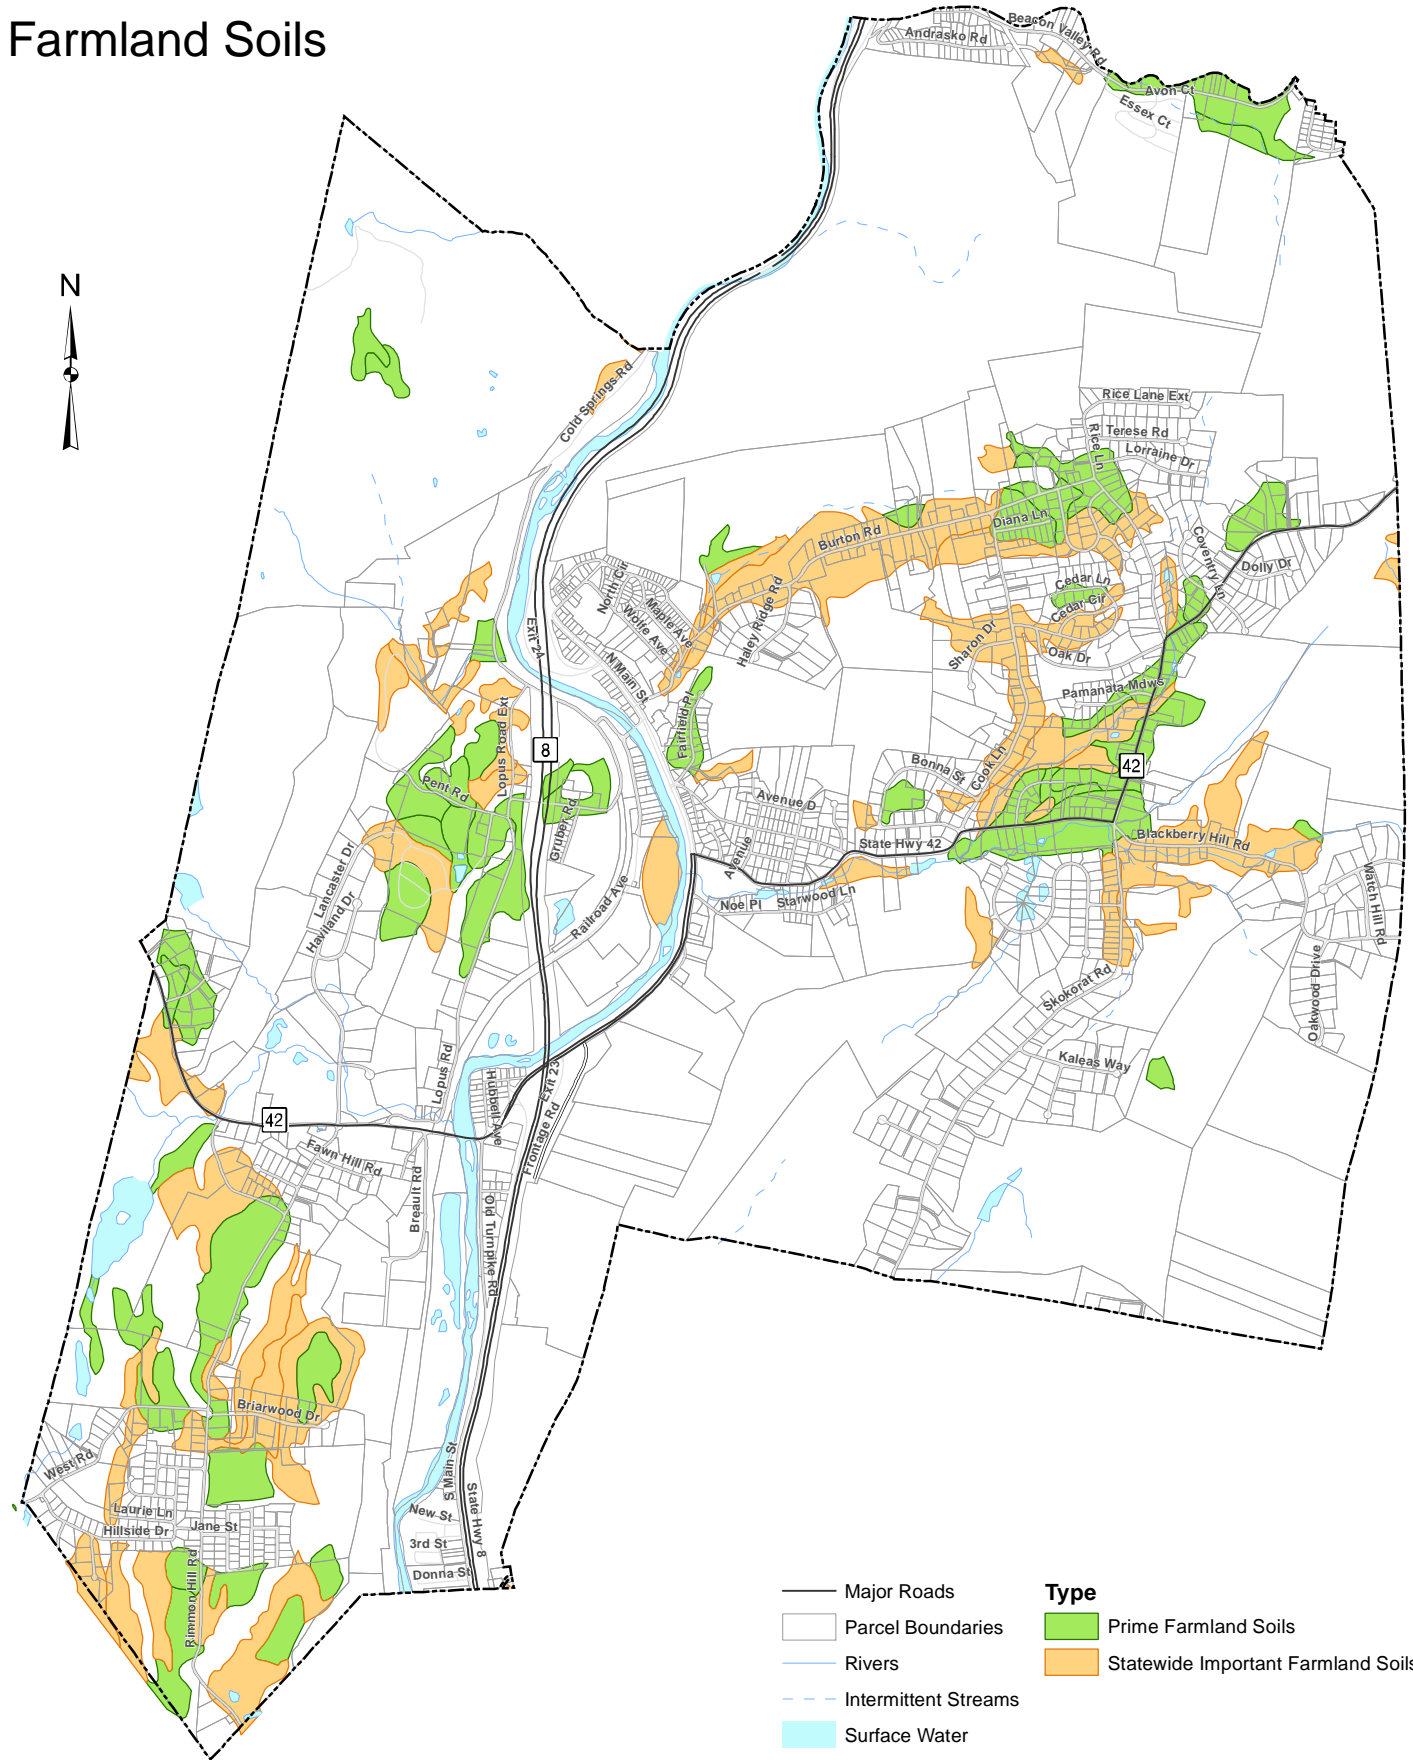 Farmland Soils
Beacon Valley Rd
Andrasko Rd
Avon Ct
Essex Ct
N
Cold Springs Rd
Rice Lane Ext
Rice Ln
Terese Rd
Lorraine Dr
Diana Ln
Burton Rd
Coventry Ln
Dolly Dr
Cedar Ln
Cedar Cir
North Cir
Maple Ave
Wolfe Ave
Haley Ridge Rd
Exit 24
Sharon Dr
Oak Dr
N Main St
Pamanata Mdws
Fairfield Pl
Lopus Road Ext
8
42
Bonna St
Cook Ln
Pent Rd
Avenue D
Gruber Rd
State Hwy 42
Blackberry Hill Rd
Avenue
Lancaster Dr
Haviland Dr
Watch Hill Rd
Railroad Ave
Noe Pl
Starwood Ln
Oakwood Drive
Skokorat Rd
Kaleas Way
Lopus Rd
Hubbell Ave
Exit 23
Frontage Rd
42
Fawn Hill Rd
Breault Rd
Old Turnpike Rd
Briarwood Dr
West Rd
S Main St
State Hwy 8
Laurie Ln
New St
Hillside Dr
Jane St
3rd St
Donna St
Rimmon Hill Rd
Major Roads
Parcel Boundaries
Rivers
Intermittent Streams
Surface Water
Type
Prime Farmland Soils
Statewide Important Farmland Soils